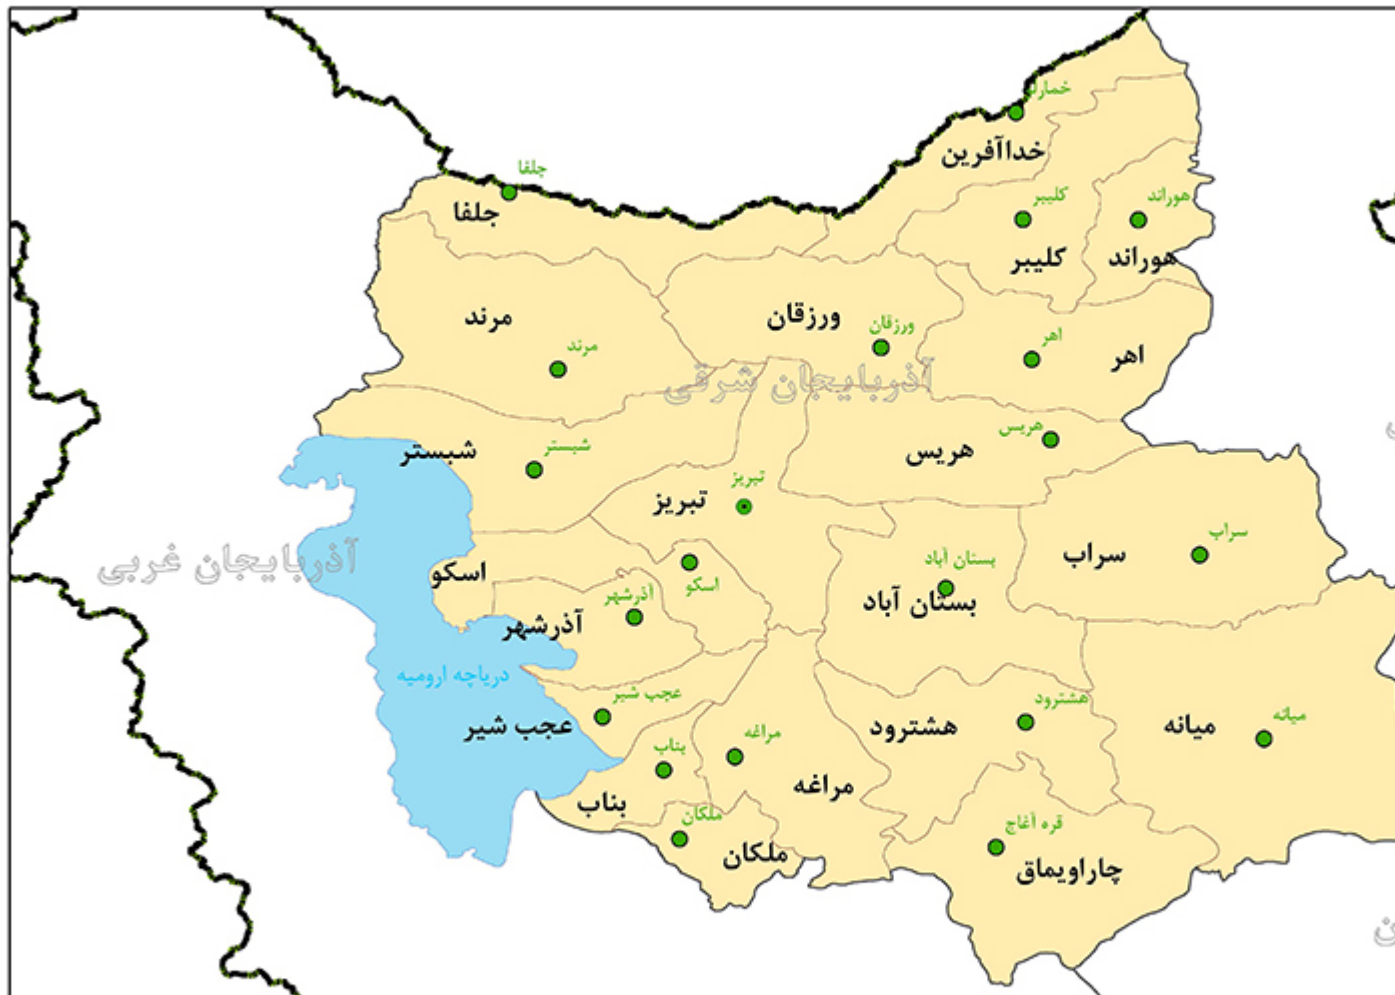 خمارلو
خداآفرین
جلفا
جلفا
کلیبر
هوراند
کلیبر
هوراند
مرند
ورزقان
ورزقان
اهر
اهر
مرند
آذربایجان شرقی
هریس
هریس
شبستر
شبستر
تبریز
تبریز
سراب
سراب
بستان آباد
بستان آباد
آذربایجان غربی
اسکو
اسکو
آذرشهر
آذرشهر
دریاچه ارومیه
عجب شیر
عجب شیر
هشترود
هشترود
میانه
میانه
مراغه
مراغه
بناب
بناب
ملکان
ملکان
قره آغاج
چاراویماق